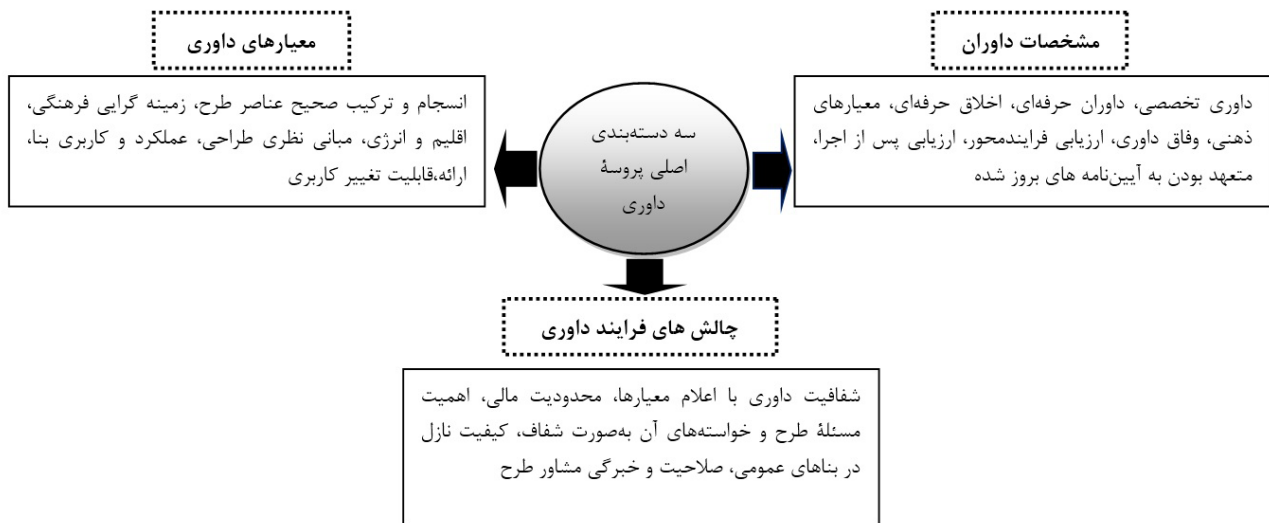 مشخصات داوران
داوری تخصصی، داوران حرفه‌ای، اخلاق حرفه‌ای، معیارهای
ذهنی، وفاق داوری، ارزیابی فرایندمحور، ارزیابی پس از اجرا،
متعهد بودن به آیین‌نامه های بروز شده
سه دسته‌بندی
اصلی پروسۀ
داوری
معیارهای داوری
انسجام و ترکیب صحیح عناصر طرح، زمینه گرایی فرهنگی،
اقلیم و انرژی، مبانی نظری طراحی، عملکرد و کاربری بنا،
ارائه،قابلیت تغییر کاربری
چالش های فرایند داوری
شفافیت داوری با اعلام معیارها، محدودیت مالی، اهمیت
مسئلۀ طرح و خواسته‌های آن به‌صورت شفاف، کیفیت نازل
در بناهای عمومی، صلاحیت و خبرگی مشاور طرح